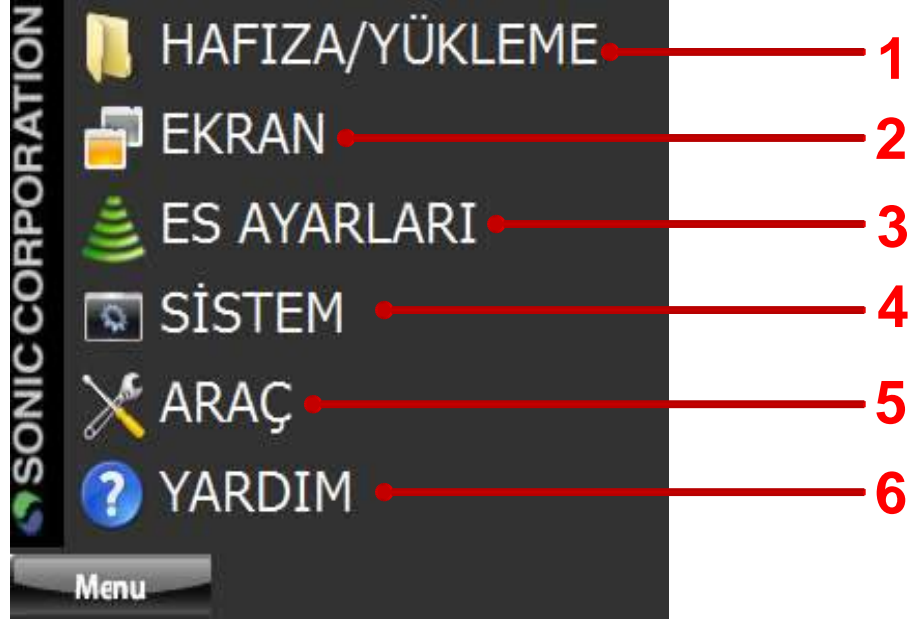 SONIC CORPORATION
HAFIZA/YÜKLEME 1
EKRAN 2
ES AYARLARI 3
SİSTEM 4
ARAÇ 5
YARDIM 6
Menu